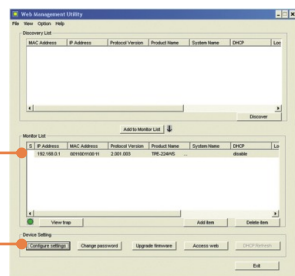 Web Management Utility
File View Option Help
Discovery List
MAC Address IP Address Protocol Version Product Name System Name DHCP Loc
Discover
Add to Monitor List
Monitor List
S IP Address MAC Address Protocol Version Product Name System Name DHCP Lo
192.168.0.1 2.001.003 TPE-224WS ... disable
View trap Add item Delete item
Device Setting
Configure settings Change password Upgrade firmware Access web DHCP Refresh
Exit